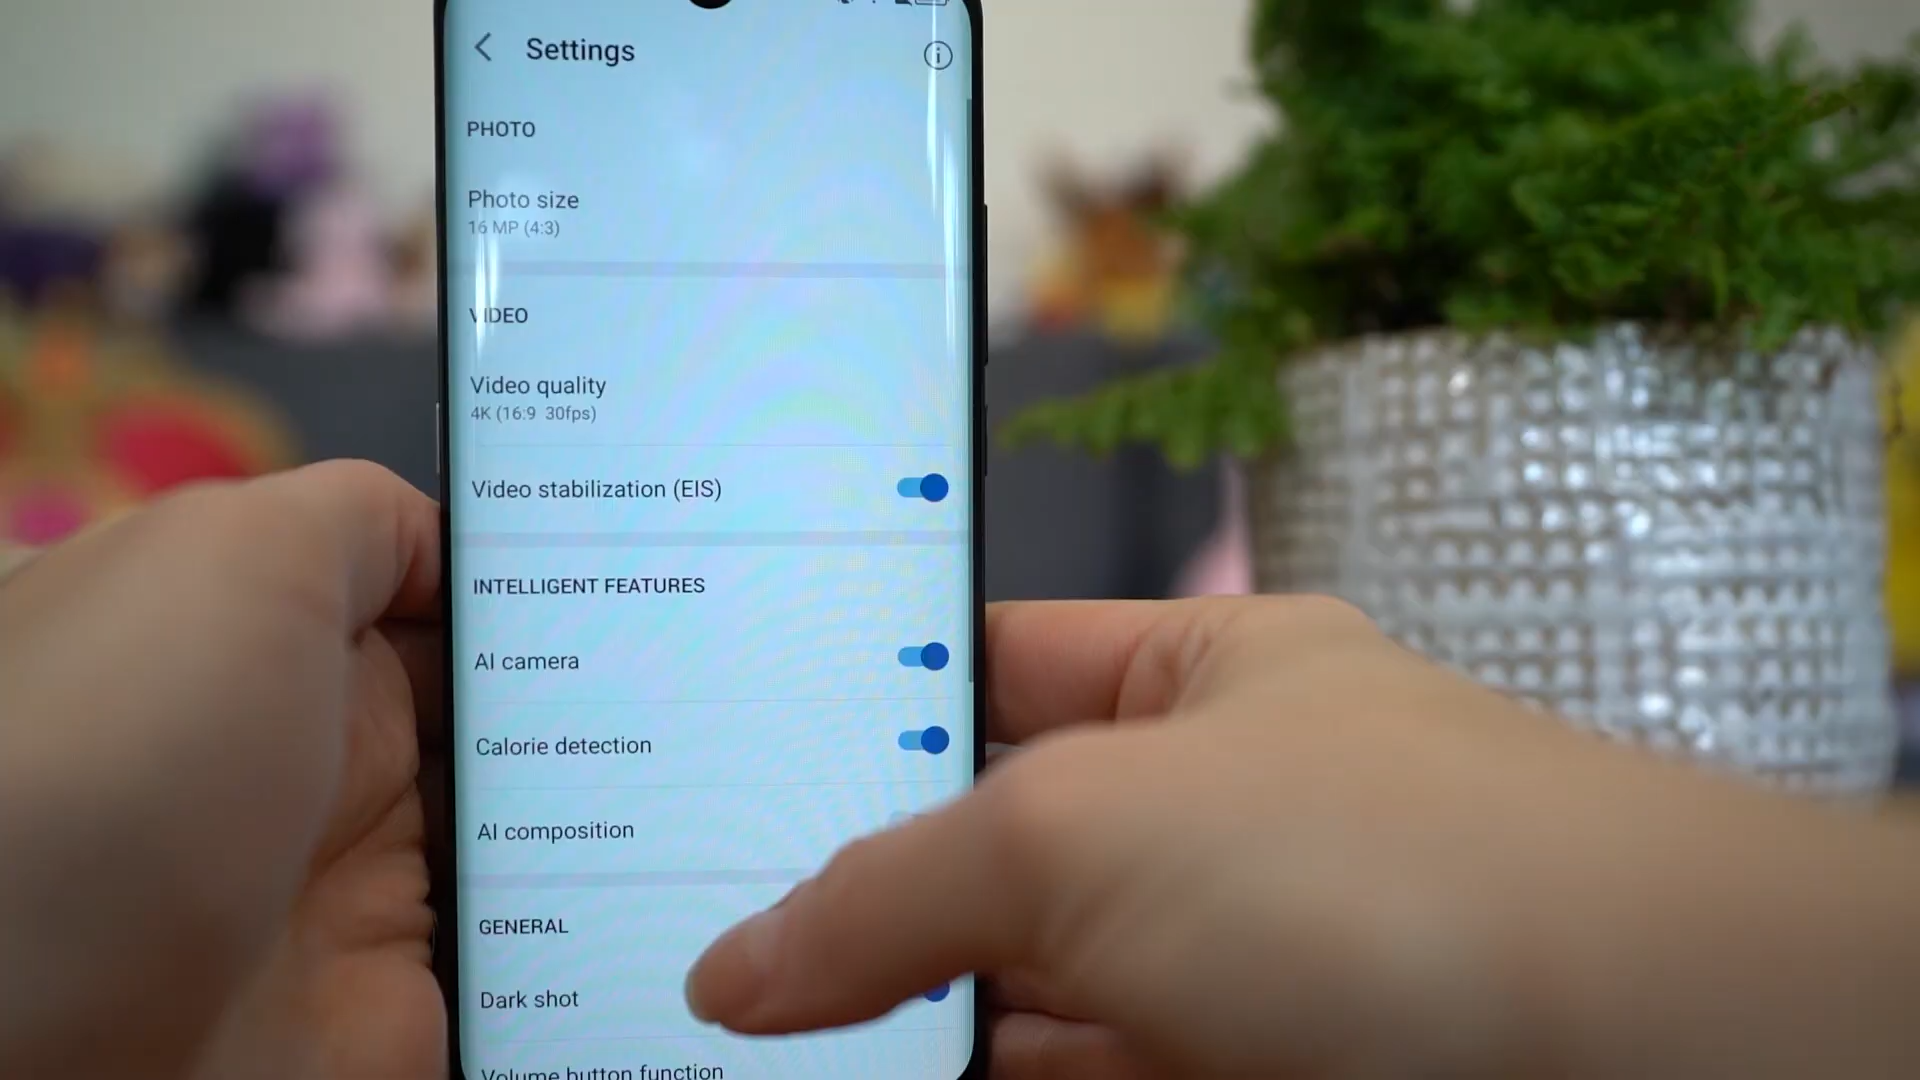 Settings
PHOTO
Photo size
16 MP (4:3)
VIDEO
Video quality
4K (16:9 30fps)
Video stabilization (EIS)
INTELLIGENT FEATURES
AI camera
Calorie detection
AI composition
GENERAL
Dark shot
Volume button function